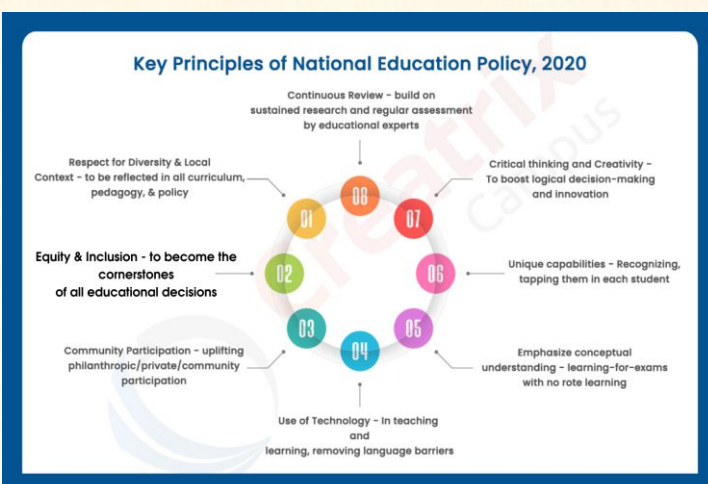 Key Principles of National Education Policy, 2020
Continuous Review - build on
sustained research and regular assessment
by educational experts
Respect for Diversity & Local
Context - to be reflected in all curriculum,
pedagogy, & policy
Critical thinking and Creativity -
To boost logical decision-making
and innovation
08
01
07
Equity & Inclusion - to become the
cornerstones
of all educational decisions
02
06
Unique capabilities - Recognizing,
tapping them in each student
03
05
04
Community Participation - uplifting
philanthropic/private/community
participation
Emphasize conceptual
understanding - learning-for-exams
with no rote learning
Use of Technology - In teaching
and
learning, removing language barriers
Creatrix
Campus